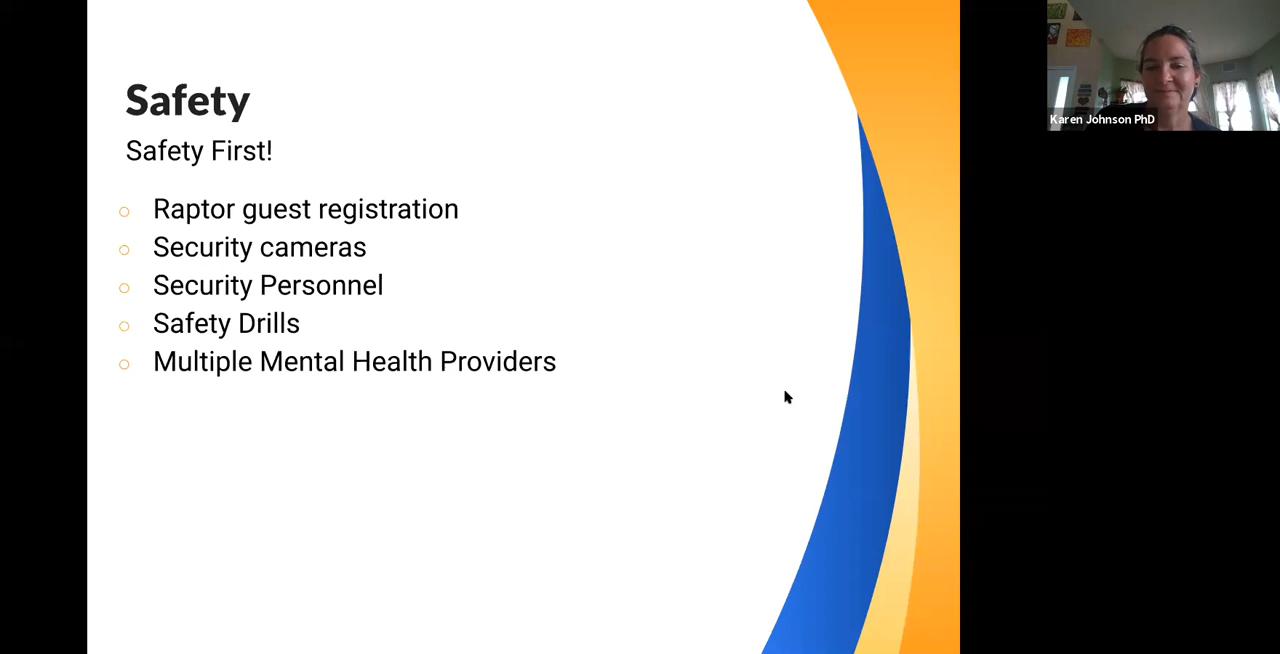 Safety
Safety First!
Raptor guest registration
Security cameras
Security Personnel
Safety Drills
Multiple Mental Health Providers
Karen Johnson PhD